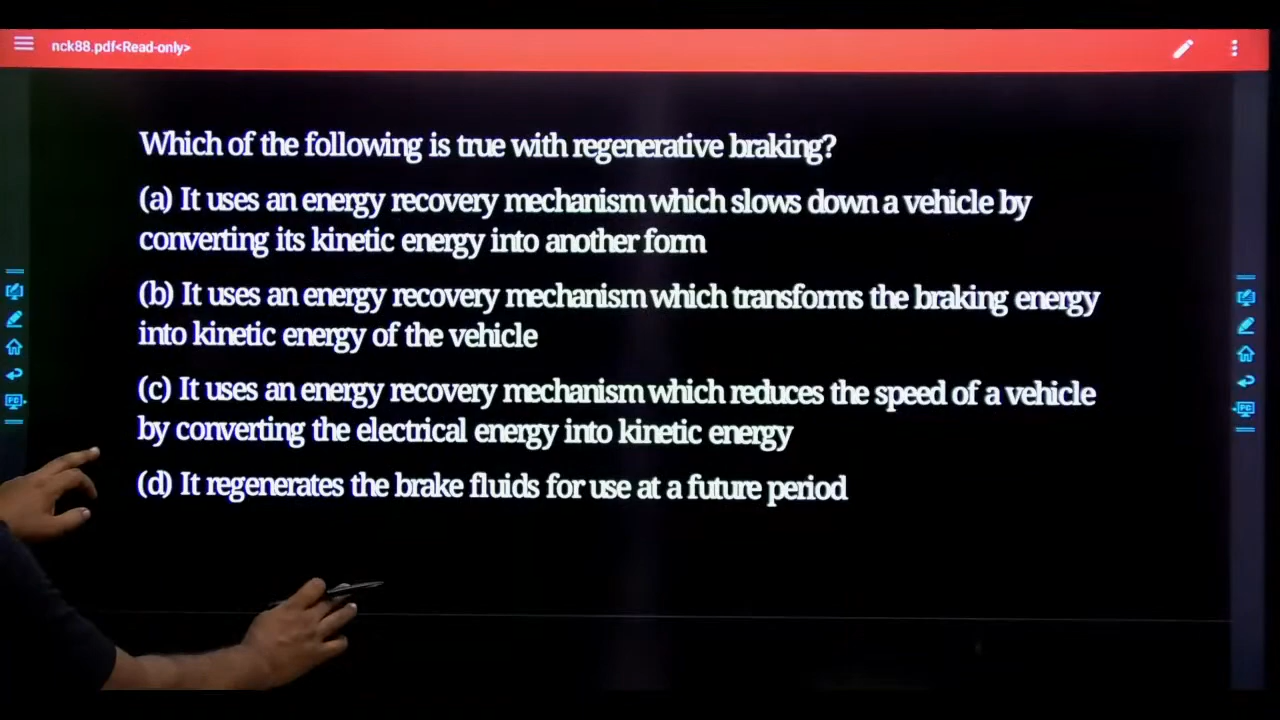 nck88.pdf<Read-only>
Which of the following is true with regenerative braking?
(a) It uses an energy recovery mechanism which slows down a vehicle by
converting its kinetic energy into another form
(b) It uses an energy recovery mechanism which transforms the braking energy
into kinetic energy of the vehicle
(c) It uses an energy recovery mechanism which reduces the speed of a vehicle
by converting the electrical energy into kinetic energy
(d) It regenerates the brake fluids for use at a future period
PC
PC